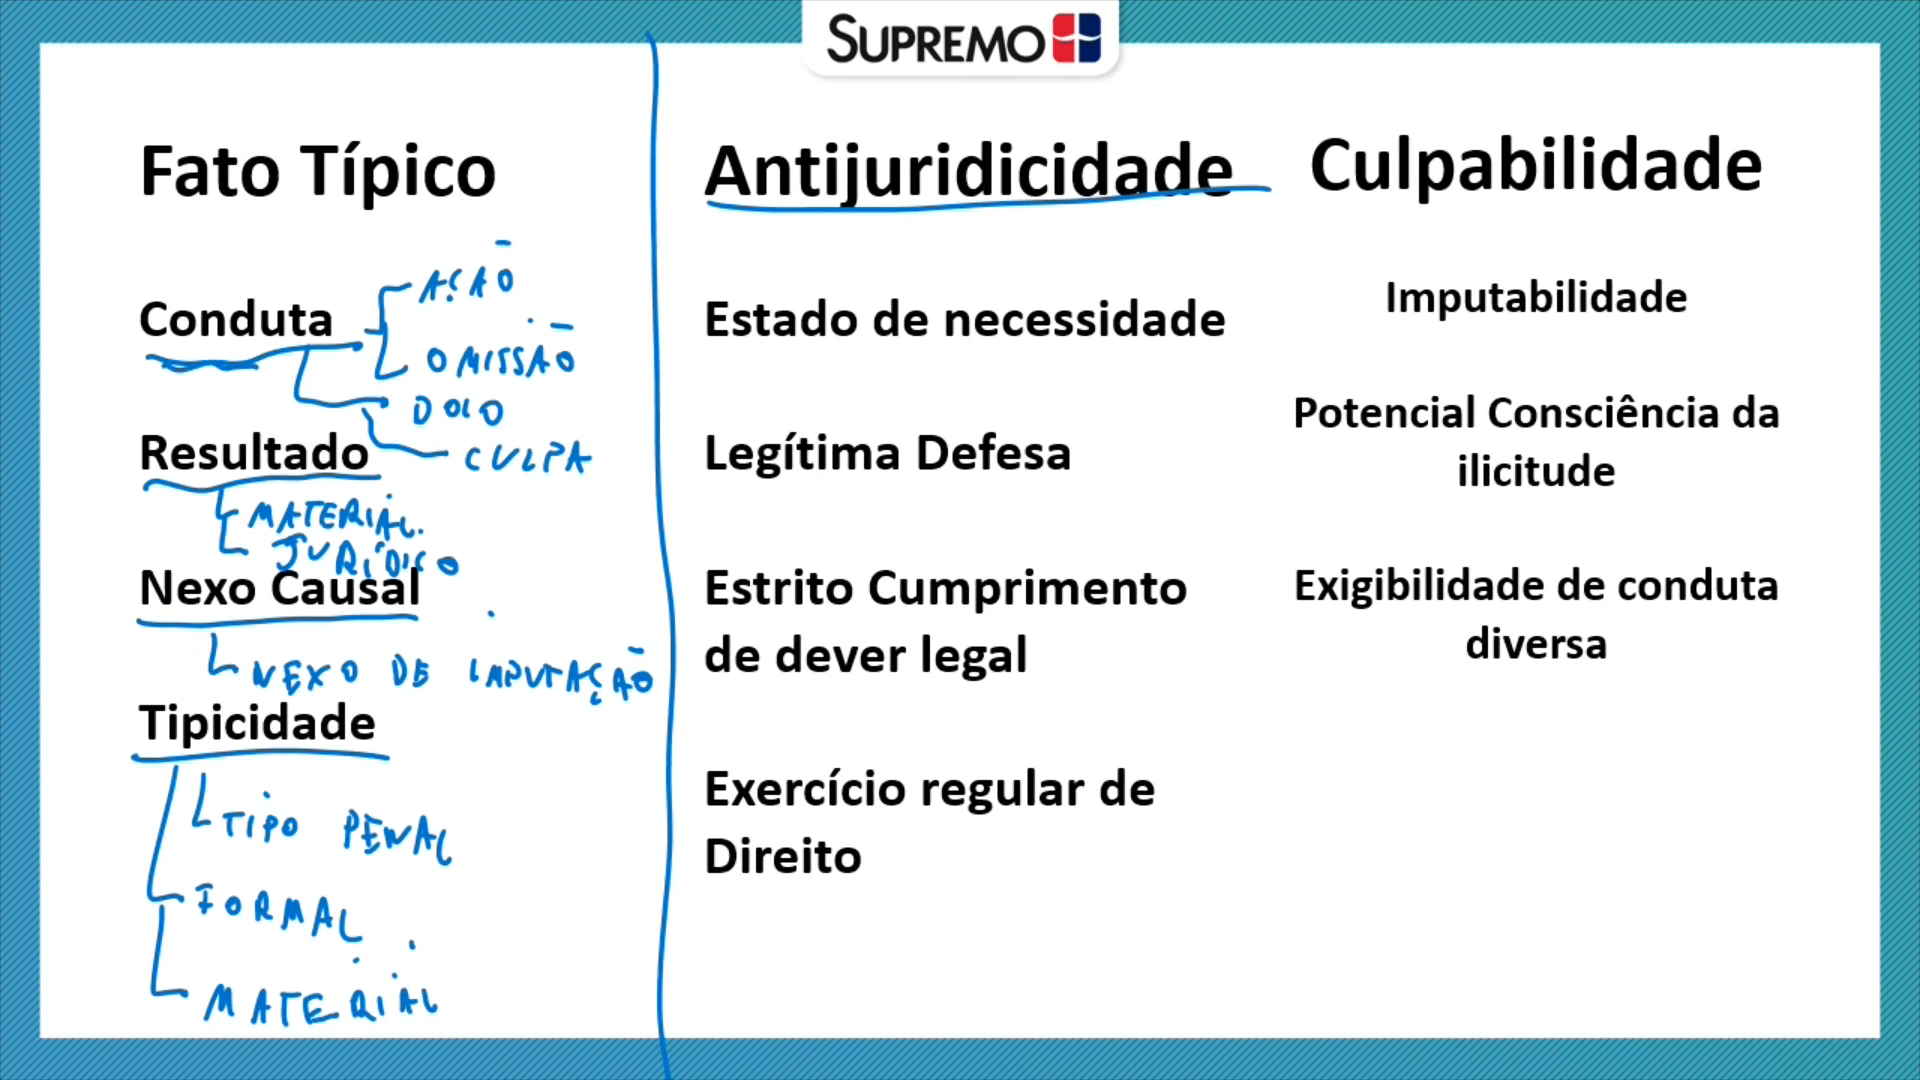 SUPREMO
Fato Típico
Conduta
AÇÃO
OMISSÃO
DOLO
CULPA
Resultado
MATERIAL.
JURÍDICO
Nexo Causal
NEXO DE IMPUTAÇÃO
Tipicidade
TIPO PENAL
FORMAL
MATERIAL
Antijuridicidade
Estado de necessidade
Legítima Defesa
Estrito Cumprimento
de dever legal
Exercício regular de
Direito
Culpabilidade
Imputabilidade
Potencial Consciência da
ilicitude
Exigibilidade de conduta
diversa